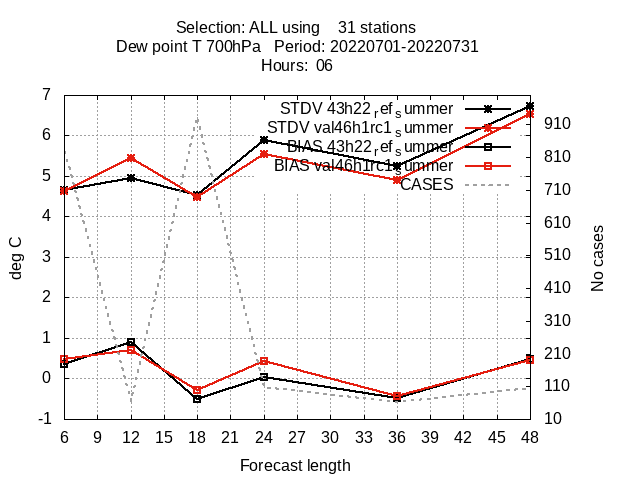 Selection: ALL using    31 stations
Dew point T 700hPa   Period: 20220701-20220731
Hours:  06
STDV 43h22_ref_summer
STDV val46h1rc1_summer
BIAS 43h22_ref_summer
BIAS val46h1rc1_summer
CASES
7
6
5
4
3
2
1
0
-1
deg C
910
810
710
610
510
410
310
210
110
10
No cases
6 9 12 15 18 21 24 27 30 33 36 39 42 45 48
Forecast length